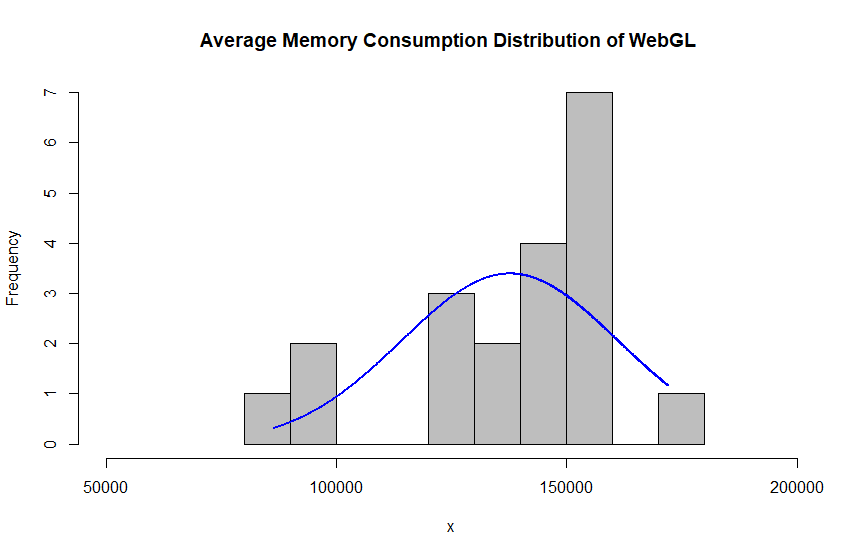 Average Memory Consumption Distribution of WebGL
7
6
5
4
3
2
1
0
Frequency
50000 100000 150000 200000
x